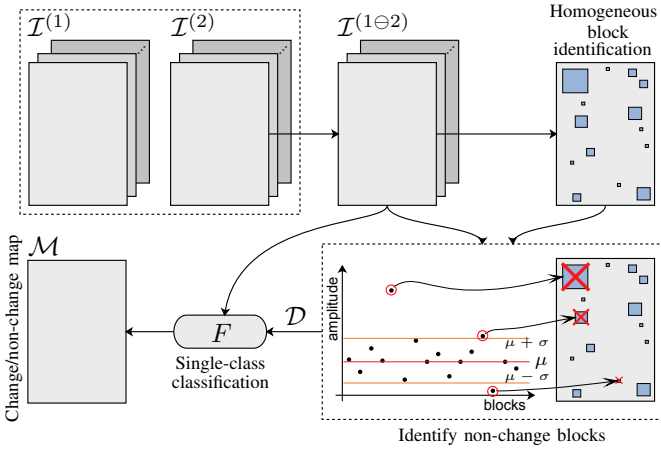 𝓘^(1)
𝓘^(2)
𝓘^(1⊖2)
Homogeneous
block
identification
Change/non-change map
𝓜
F
Single-class
classification
𝓓
amplitude
μ + σ
μ
μ − σ
blocks
Identify non-change blocks